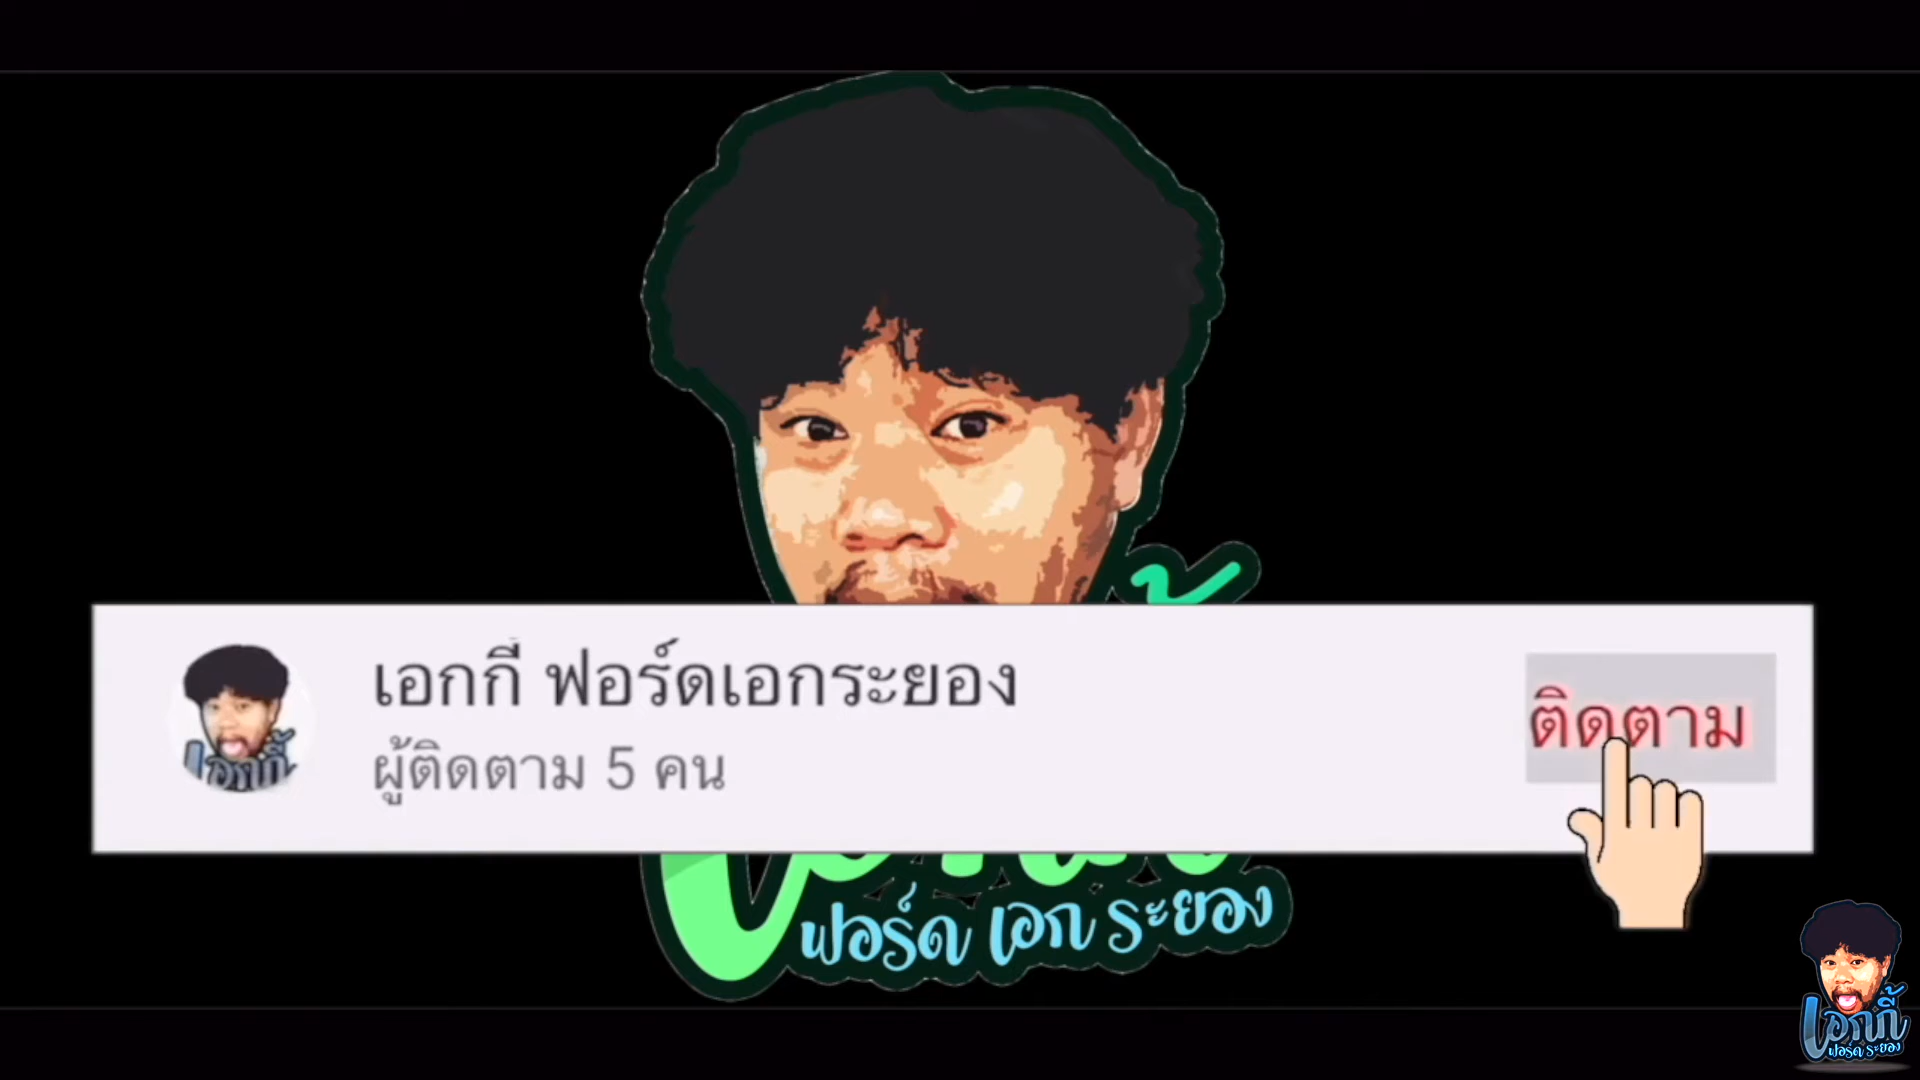 เอกกี้ ฟอร์ดเอกระยอง
ผู้ติดตาม 5 คน
ติดตาม
ฟอร์ด เอก ระยอง
เอกกี้
ฟอร์ด ระยอง